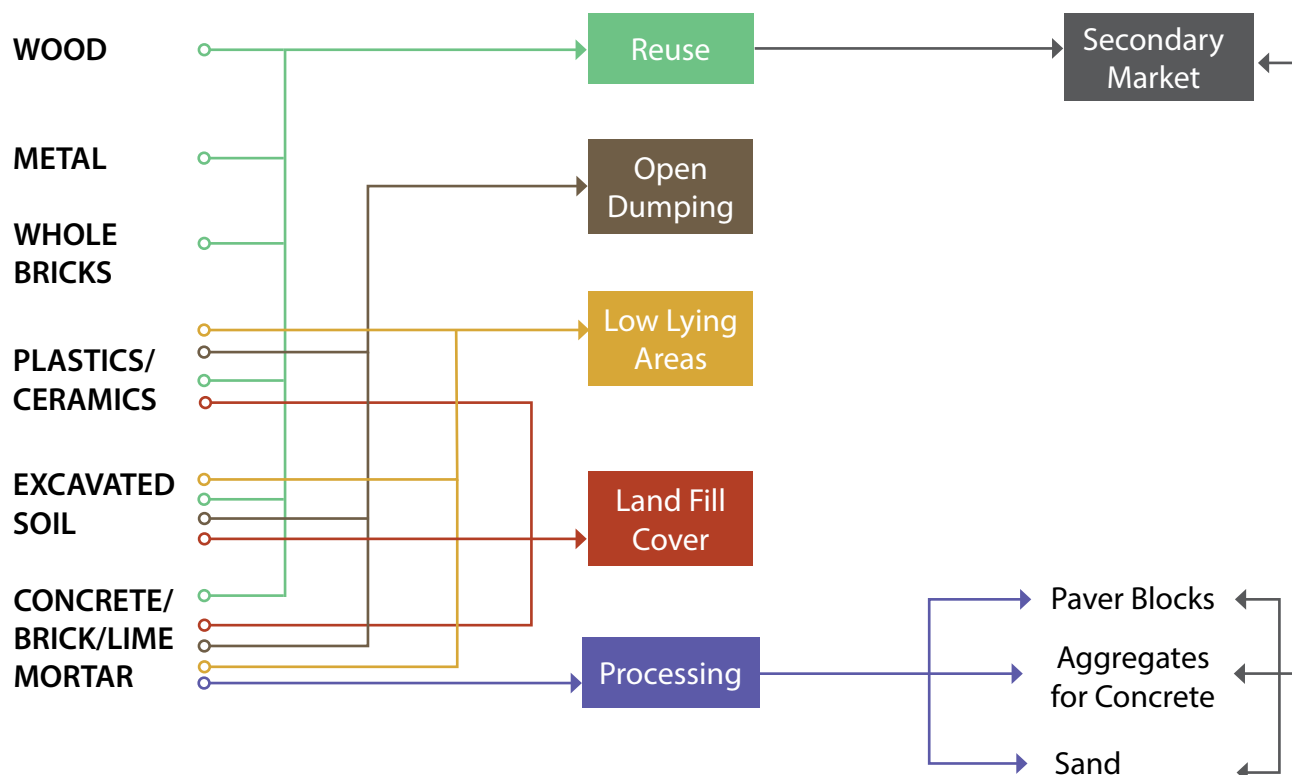 WOOD
METAL
WHOLE
BRICKS
PLASTICS/
CERAMICS
EXCAVATED
SOIL
CONCRETE/
BRICK/LIME
MORTAR
Reuse
Open
Dumping
Low Lying
Areas
Land Fill
Cover
Processing
Secondary
Market
Paver Blocks
Aggregates
for Concrete
Sand